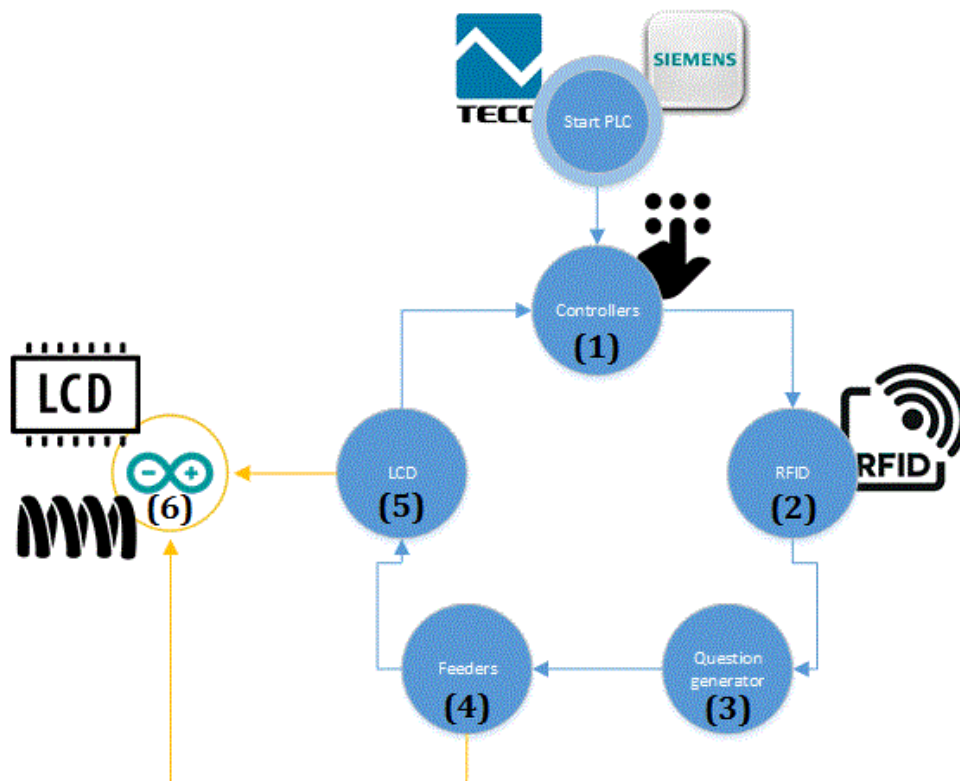 TECO
SIEMENS
Start PLC
Controllers
(1)
LCD
RFID
LCD
(5)
RFID
(2)
(6)
Feeders
(4)
Question
generator
(3)